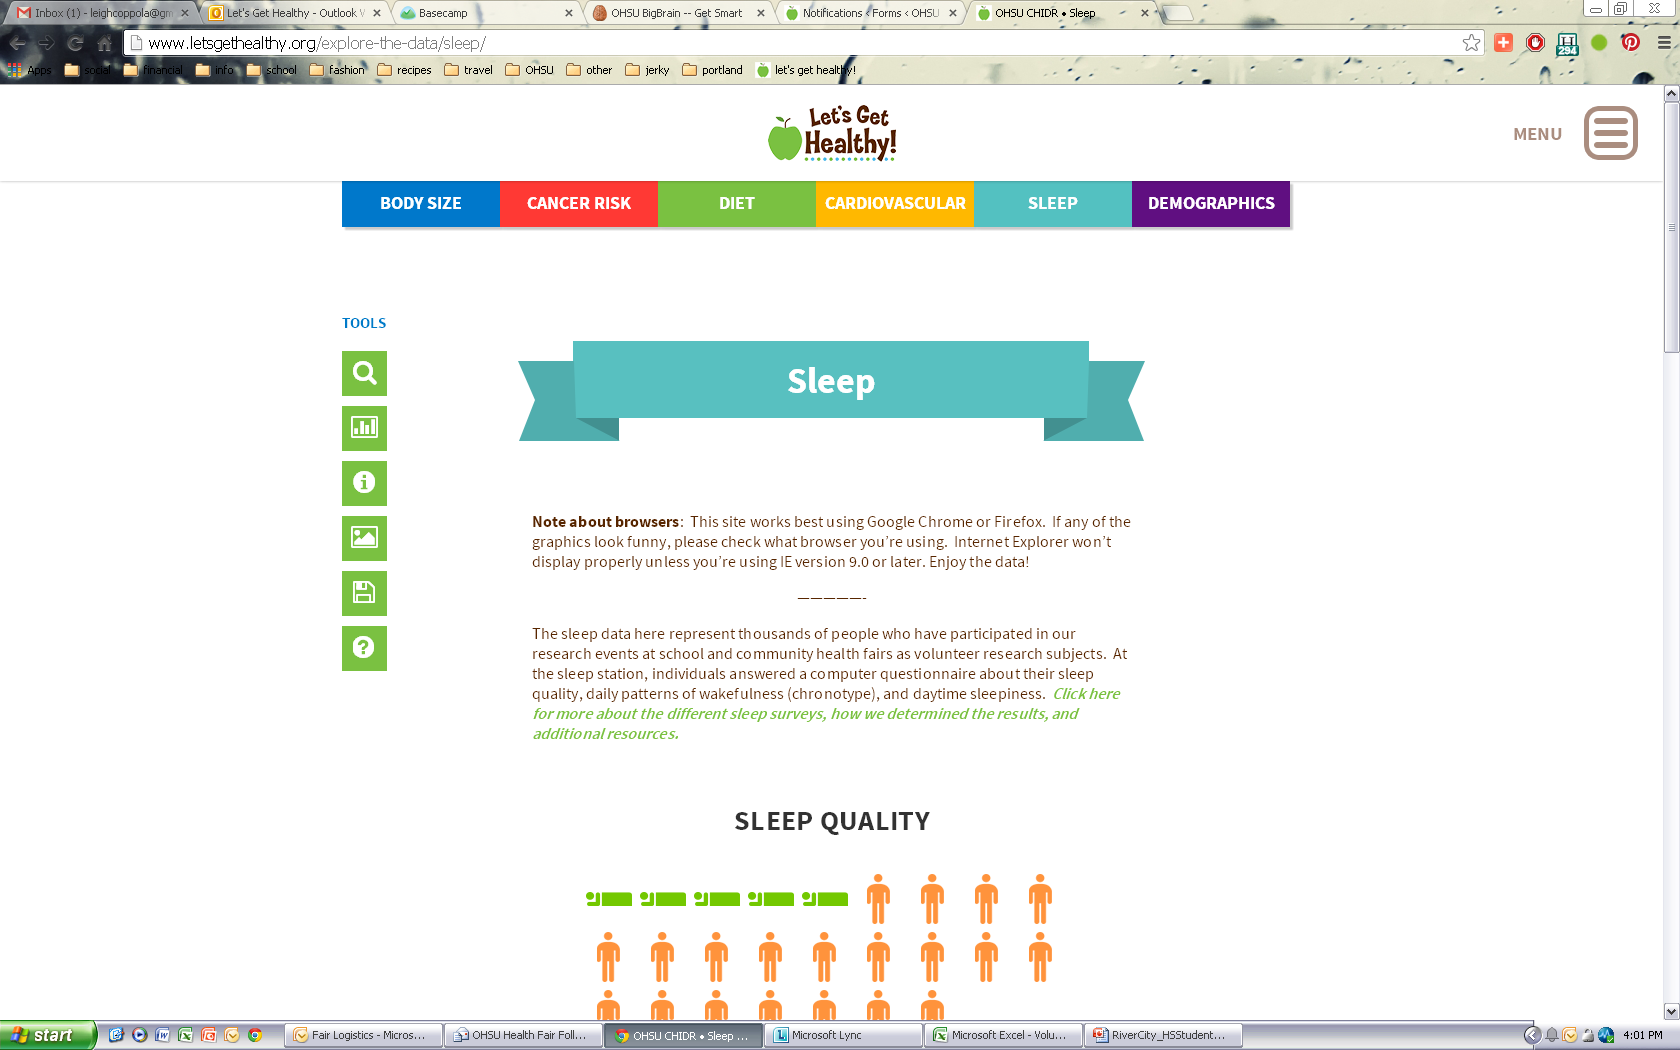 Inbox (1) - leighcoppola@gm
Let's Get Healthy - Outlook
Basecamp
OHSU BigBrain -- Get Smart
Notifications ‹ Forms ‹ OHSU
OHSU CHIDR • Sleep
www.letsgethealthy.org/explore-the-data/sleep/
294
Apps social financial info school fashion recipes travel OHSU other jerky portland let's get healthy!
Let's Get
Healthy!
MENU
BODY SIZE CANCER RISK DIET CARDIOVASCULAR SLEEP DEMOGRAPHICS
TOOLS
Sleep
Note about browsers:  This site works best using Google Chrome or Firefox.  If any of the
graphics look funny, please check what browser you're using.  Internet Explorer won't
display properly unless you're using IE version 9.0 or later. Enjoy the data!
—————-
The sleep data here represent thousands of people who have participated in our
research events at school and community health fairs as volunteer research subjects.  At
the sleep station, individuals answered a computer questionnaire about their sleep
quality, daily patterns of wakefulness (chronotype), and daytime sleepiness.  Click here
for more about the different sleep surveys, how we determined the results, and
additional resources.
SLEEP QUALITY
start
Fair Logistics - Micros...
OHSU Health Fair Foll...
OHSU CHIDR • Sleep ...
Microsoft Lync
Microsoft Excel - Volu...
RiverCity_HSStudent...
4:01 PM